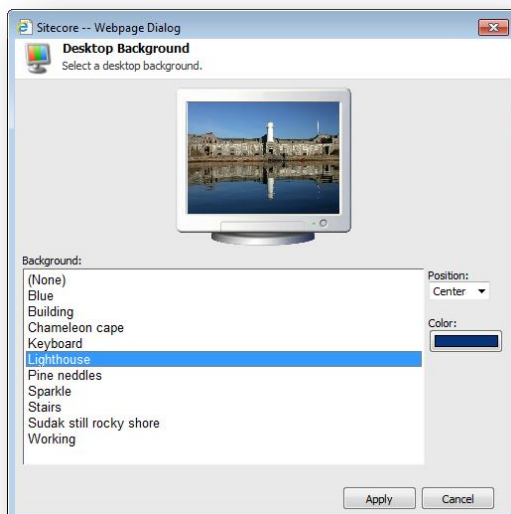 Sitecore -- Webpage Dialog
Desktop Background
Select a desktop background.
Background:
(None)
Blue
Building
Chameleon cape
Keyboard
Lighthouse
Pine neddles
Sparkle
Stairs
Sudak still rocky shore
Working
Position:
Center
Color:
Apply
Cancel